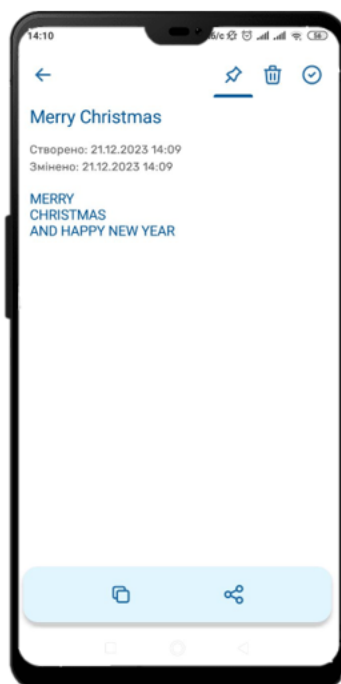 14:10
Merry Christmas
Створено: 21.12.2023 14:09
Змінено: 21.12.2023 14:09
MERRY
CHRISTMAS
AND HAPPY NEW YEAR